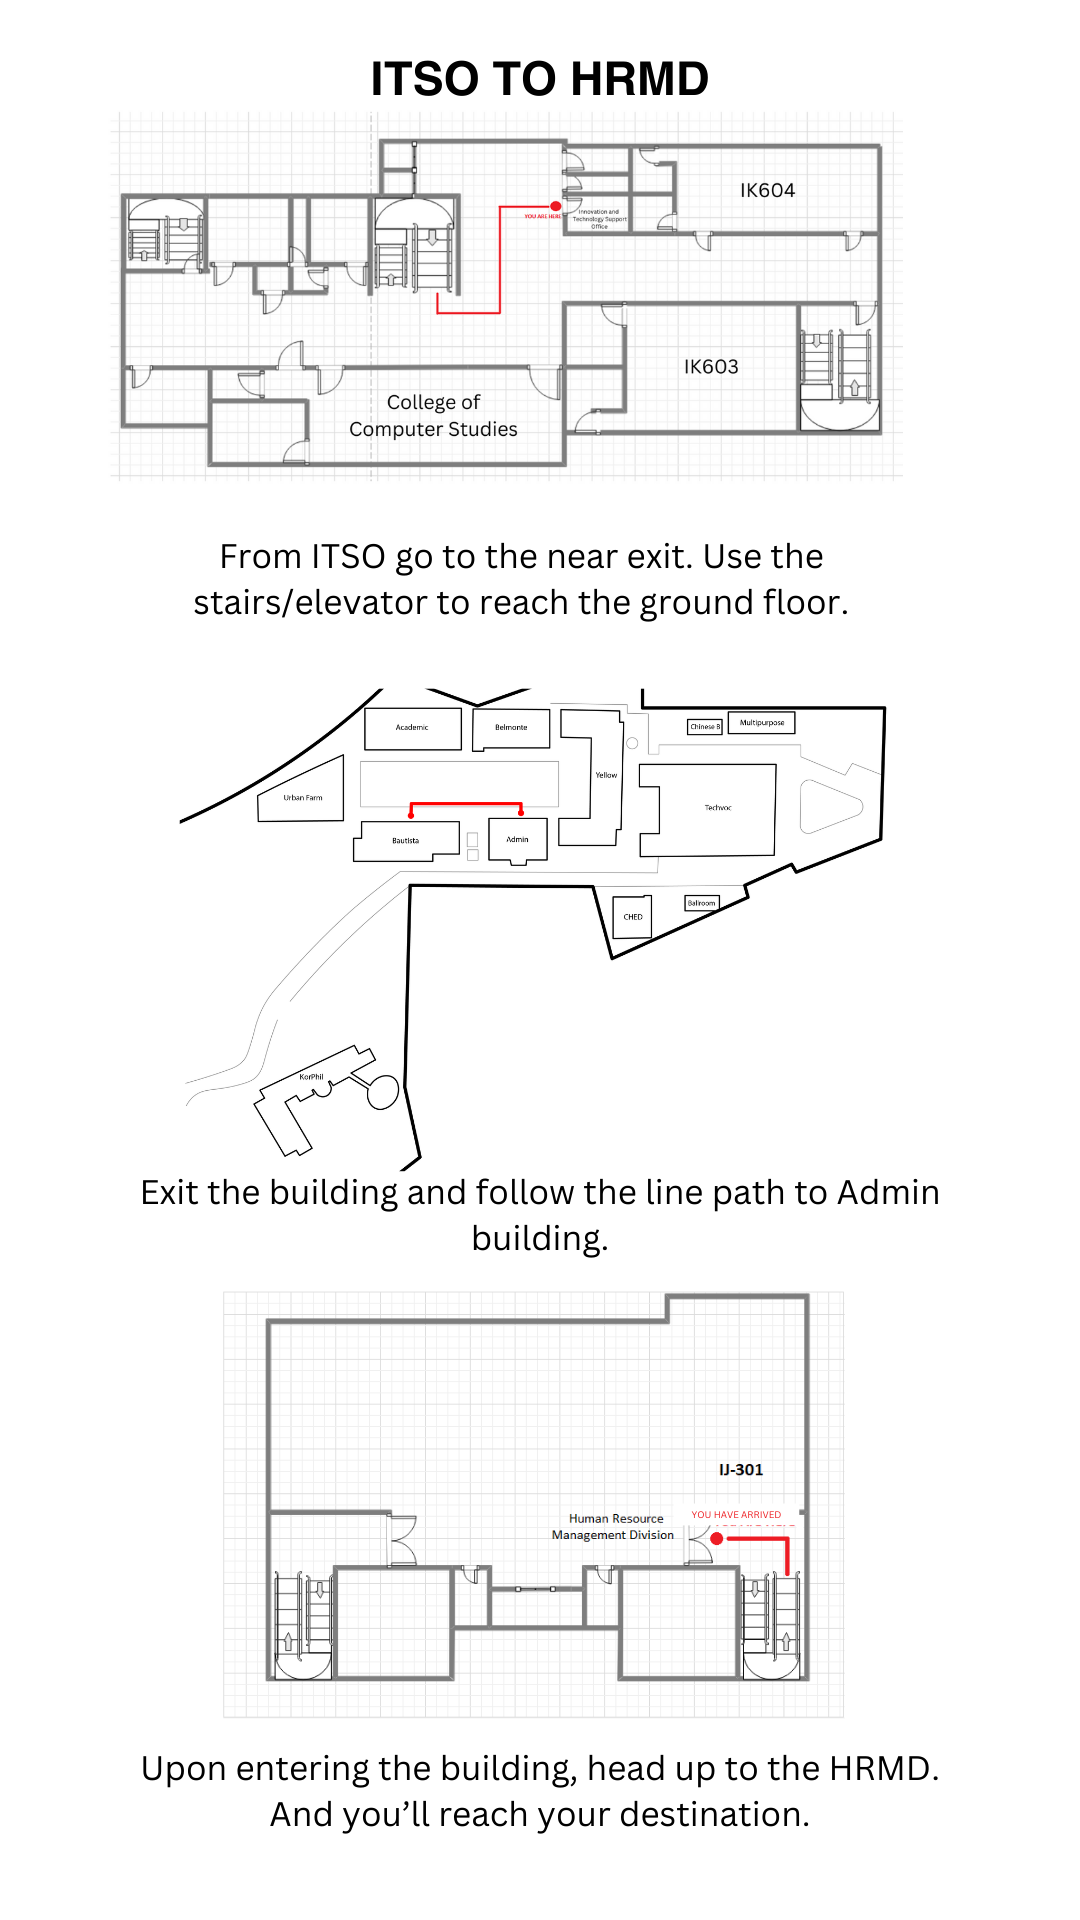 ITSO TO HRMD
IK604
YOU ARE HERE
Innovation and
Technology Support
Office
IK603
College of
Computer Studies
From ITSO go to the near exit. Use the
stairs/elevator to reach the ground floor.
Academic
Belmonte
Chinese B
Multipurpose
Yellow
Urban Farm
Techvoc
Bautista
Admin
CHED
Ballroom
KorPhil
Exit the building and follow the line path to Admin
building.
IJ-301
Human Resource
Management Division
YOU HAVE ARRIVED
Upon entering the building, head up to the HRMD.
And you’ll reach your destination.